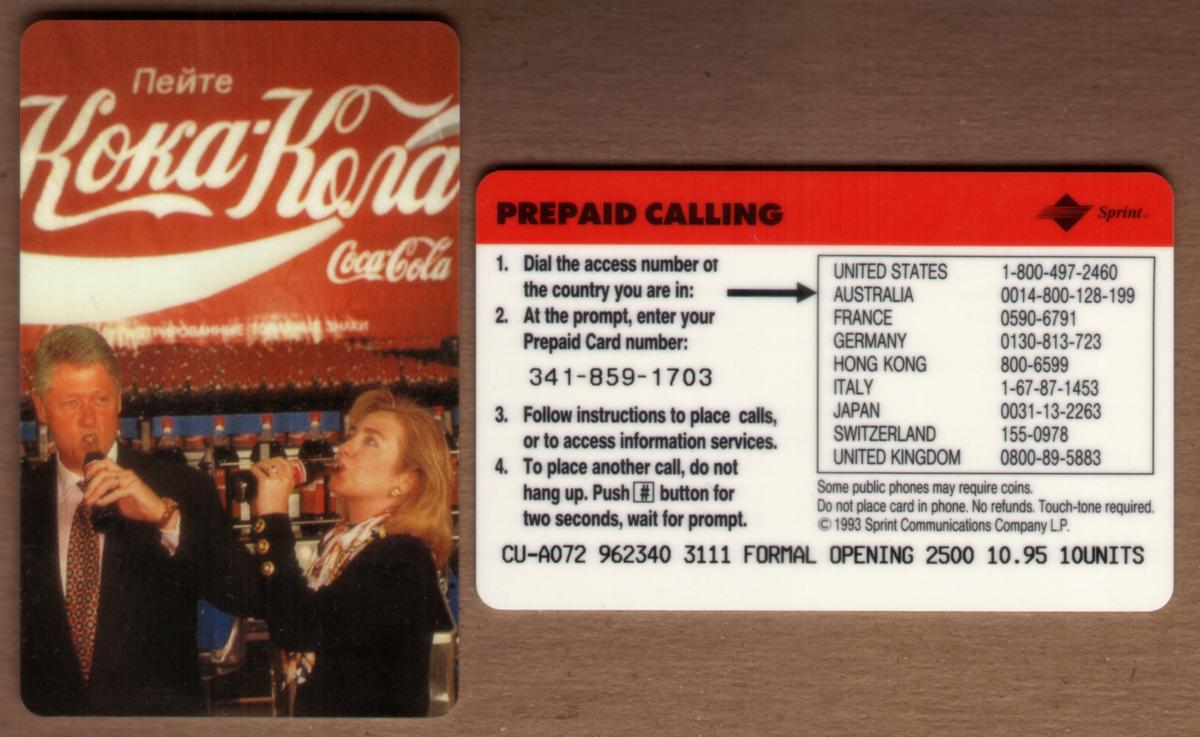 Пейте
Кока-Кола
Coca-Cola
ТОВАРНЫЕ ЗНАКИ
PREPAID CALLING
Sprint
1. Dial the access number of
the country you are in:
2. At the prompt, enter your
Prepaid Card number:
341-859-1703
3. Follow instructions to place calls,
or to access information services.
4. To place another call, do not
hang up. Push # button for
two seconds, wait for prompt.
UNITED STATES 1-800-497-2460
AUSTRALIA 0014-800-128-199
FRANCE 0590-6791
GERMANY 0130-813-723
HONG KONG 800-6599
ITALY 1-67-87-1453
JAPAN 0031-13-2263
SWITZERLAND 155-0978
UNITED KINGDOM 0800-89-5883
Some public phones may require coins.
Do not place card in phone. No refunds. Touch-tone required.
© 1993 Sprint Communications Company L.P.
CU-A072 962340 3111 FORMAL OPENING 2500 10.95 10UNITS